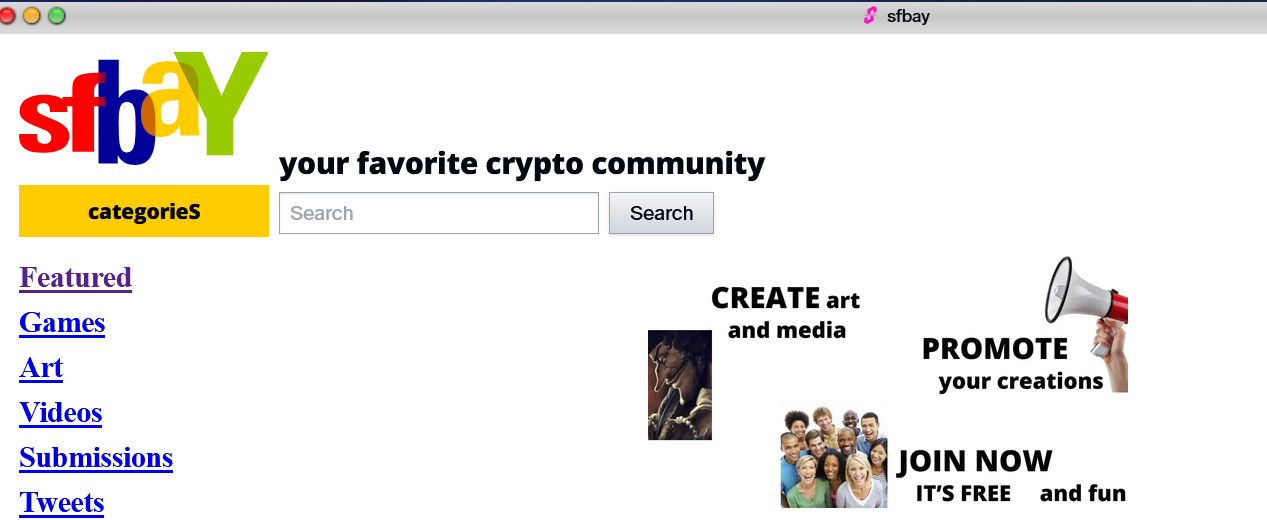 sfbay
sfbaY
your favorite crypto community
categorieS
Search
Search
Featured
Games
Art
Videos
Submissions
Tweets
CREATE art
and media
PROMOTE
your creations
JOIN NOW
IT'S FREE and fun